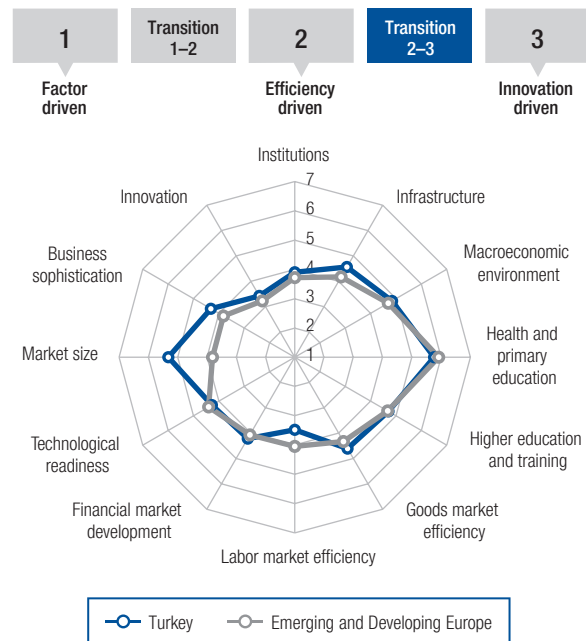 1
Transition
1–2
2
Transition
2–3
3
Factor
driven
Efficiency
driven
Innovation
driven
Institutions
7
6
5
4
3
2
1
Innovation
Infrastructure
Business
sophistication
Macroeconomic
environment
Market size
Health and
primary
education
Technological
readiness
Higher education
and training
Financial market
development
Goods market
efficiency
Labor market efficiency
Turkey
Emerging and Developing Europe